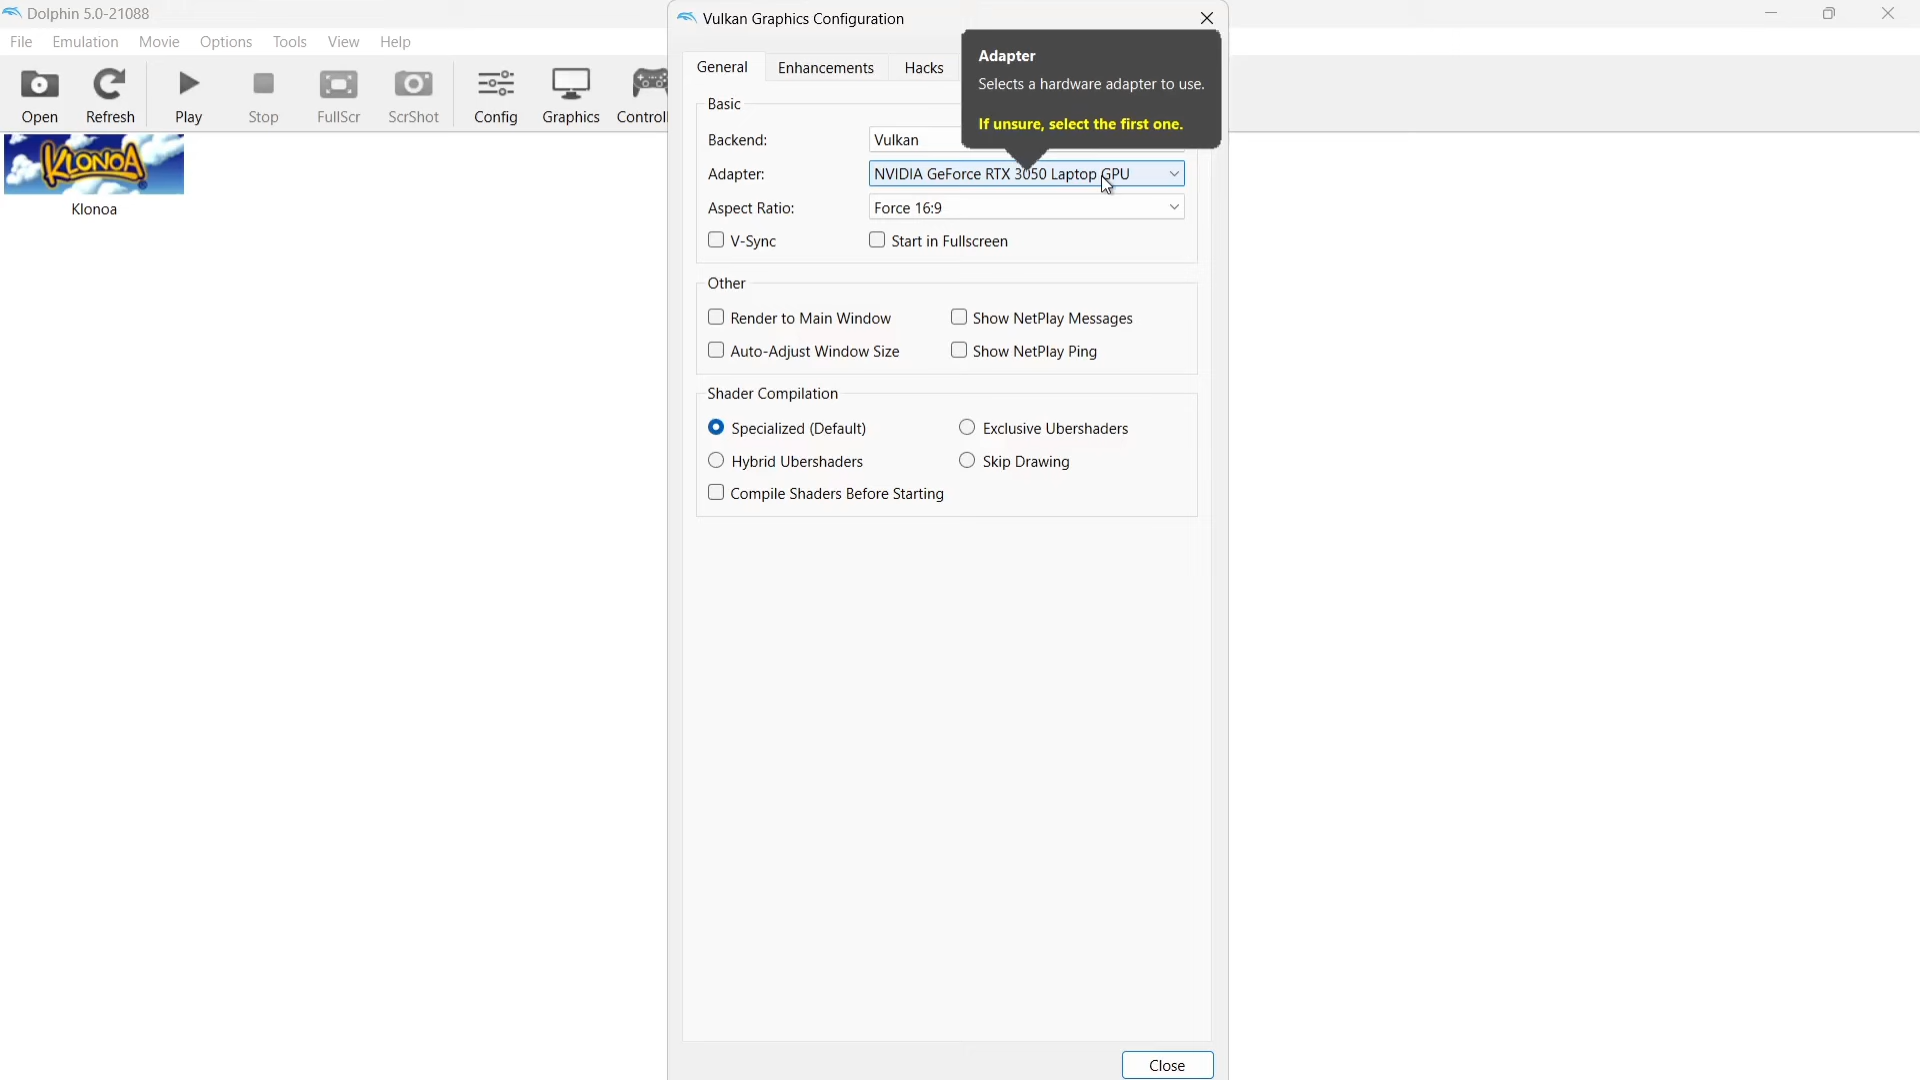 Dolphin 5.0-21088
File Emulation Movie Options Tools View Help
Open Refresh Play Stop FullScr ScrShot Config Graphics Controll
KLONOA
Klonoa
Vulkan Graphics Configuration
General Enhancements Hacks
Adapter
Selects a hardware adapter to use.
If unsure, select the first one.
Basic
Backend: Vulkan
Adapter: NVIDIA GeForce RTX 3050 Laptop GPU
Aspect Ratio: Force 16:9
V-Sync Start in Fullscreen
Other
Render to Main Window Show NetPlay Messages
Auto-Adjust Window Size Show NetPlay Ping
Shader Compilation
Specialized (Default) Exclusive Ubershaders
Hybrid Ubershaders Skip Drawing
Compile Shaders Before Starting
Close